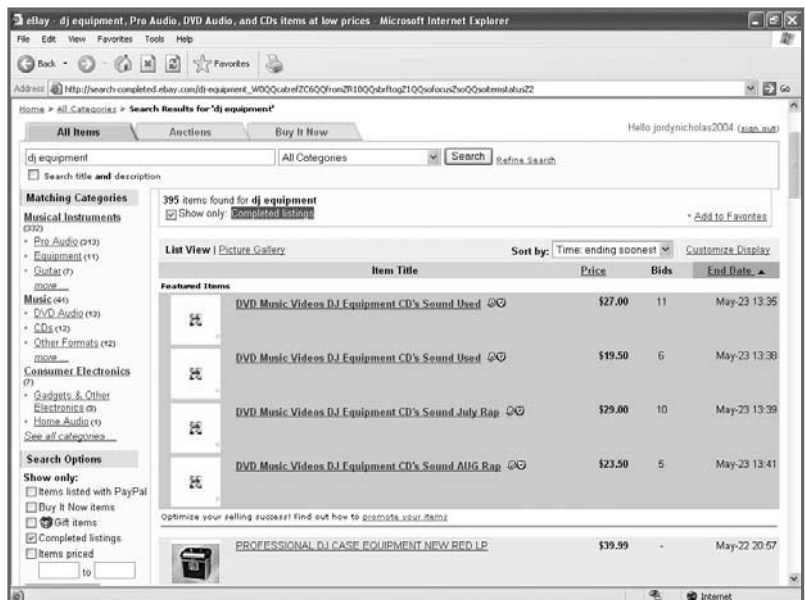 eBay - dj equipment, Pro Audio, DVD Audio, and CDs items at low prices - Microsoft Internet Explorer
File Edit View Favorites Tools Help
Back Favorites
Address http://search-completed.ebay.com/dj-equipment_W0QQcatrefZC6QQfromZR10QQsbrftogZ1QQsofocusZsoQQsoitemstatusZ2 Go
Home > All Categories > Search Results for 'dj equipment'
All Items Auctions Buy It Now Hello jordynicholas2004 (sign out)
dj equipment All Categories Search Refine Search
Search title and description
Matching Categories
Musical Instruments
(332)
· Pro Audio (213)
· Equipment (11)
· Guitar (7)
more...
Music (41)
· DVD Audio (13)
· CDs (12)
· Other Formats (12)
more...
Consumer Electronics
(7)
· Gadgets & Other
Electronics (3)
· Home Audio (1)
See all categories...
Search Options
Show only:
Items listed with PayPal
Buy It Now items
Gift items
Completed listings
Items priced
to
395 items found for dj equipment
Show only: Completed listings
· Add to Favorites
List View | Picture Gallery Sort by: Time: ending soonest Customize Display
Item Title Price Bids End Date
Featured Items
DVD Music Videos DJ Equipment CD's Sound Used $27.00 11 May-23 13:35
DVD Music Videos DJ Equipment CD's Sound Used $19.50 6 May-23 13:38
DVD Music Videos DJ Equipment CD's Sound July Rap $29.00 10 May-23 13:39
DVD Music Videos DJ Equipment CD's Sound AUG Rap $23.50 5 May-23 13:41
Optimize your selling success! Find out how to promote your items
PROFESSIONAL DJ CASE EQUIPMENT NEW RED LP $39.99 - May-22 20:57
Internet